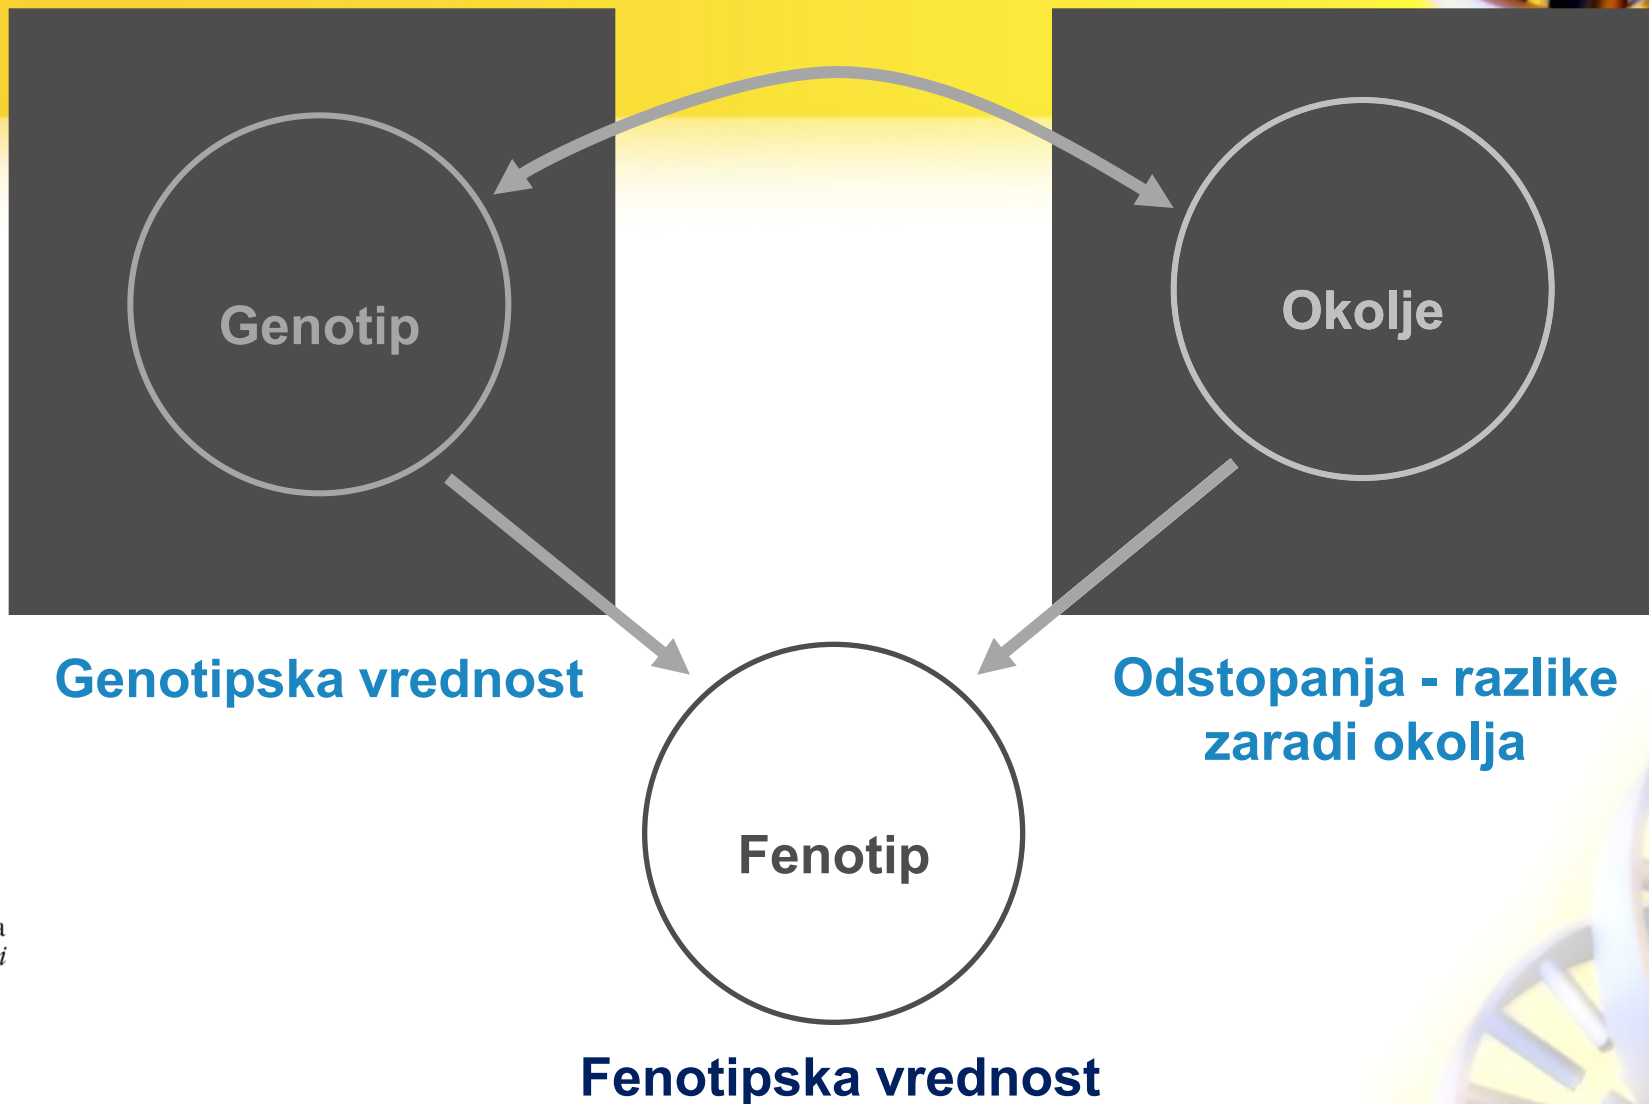 Genotip
Okolje
Genotipska vrednost
Odstopanja - razlike
zaradi okolja
Fenotip
Fenotipska vrednost